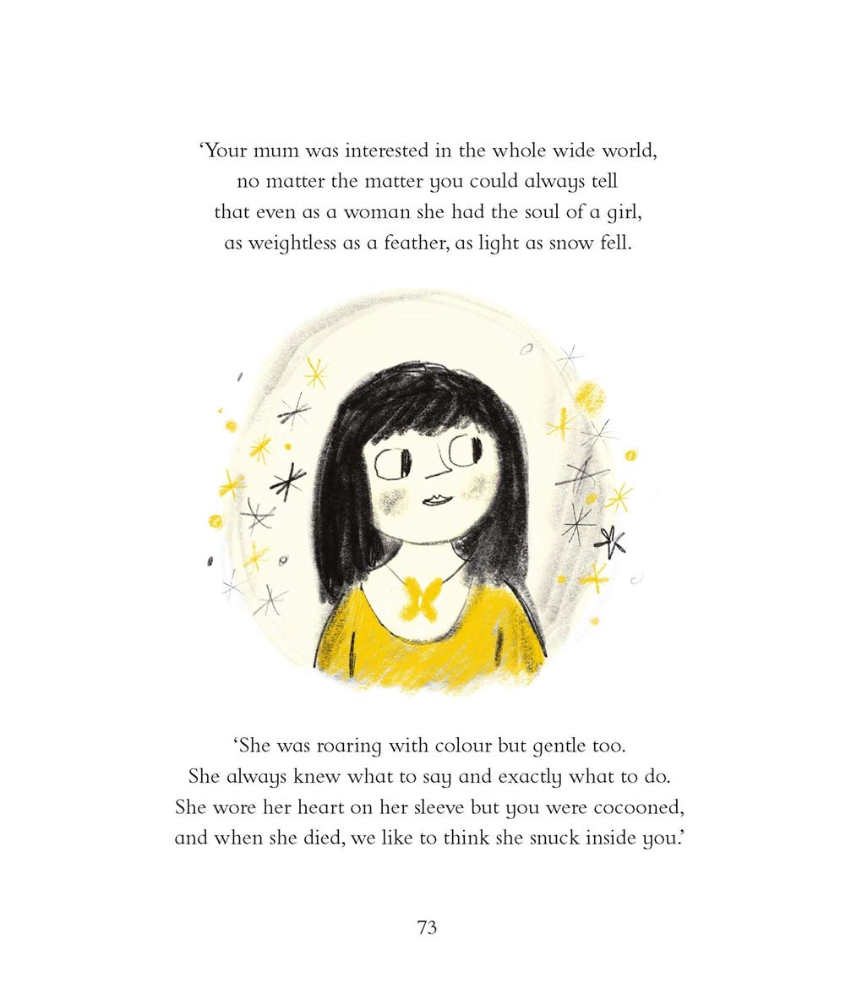 ‘Your mum was interested in the whole wide world,
no matter the matter you could always tell
that even as a woman she had the soul of a girl,
as weightless as a feather, as light as snow fell.
‘She was roaring with colour but gentle too.
She always knew what to say and exactly what to do.
She wore her heart on her sleeve but you were cocooned,
and when she died, we like to think she snuck inside you.’
73